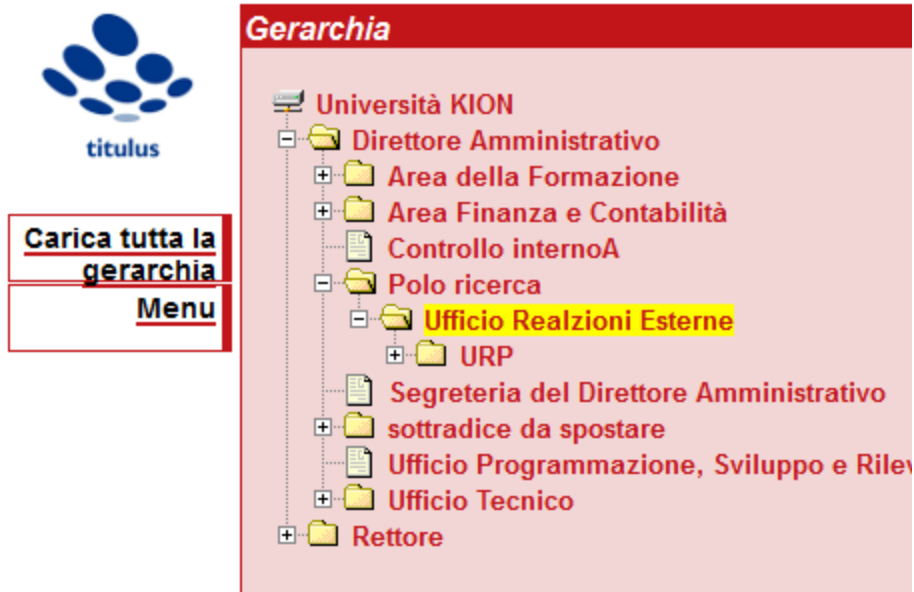 titulus
Carica tutta la
gerarchia
Menu
Gerarchia
Università KION
Direttore Amministrativo
Area della Formazione
Area Finanza e Contabilità
Controllo internoA
Polo ricerca
Ufficio Realzioni Esterne
URP
Segreteria del Direttore Amministrativo
sottradice da spostare
Ufficio Programmazione, Sviluppo e Rilev
Ufficio Tecnico
Rettore